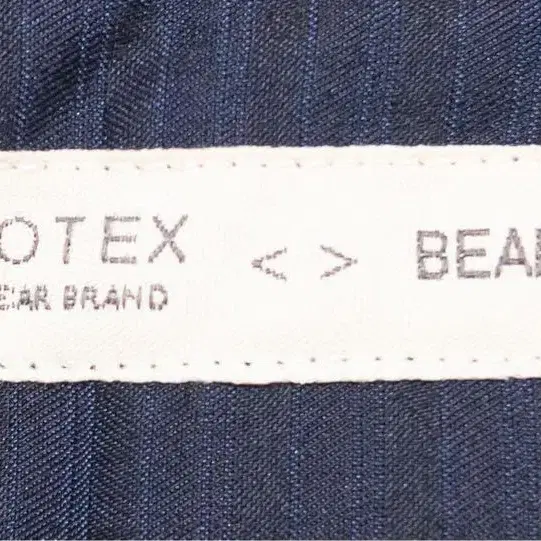 OTEX < > BEA
EAR BRAND